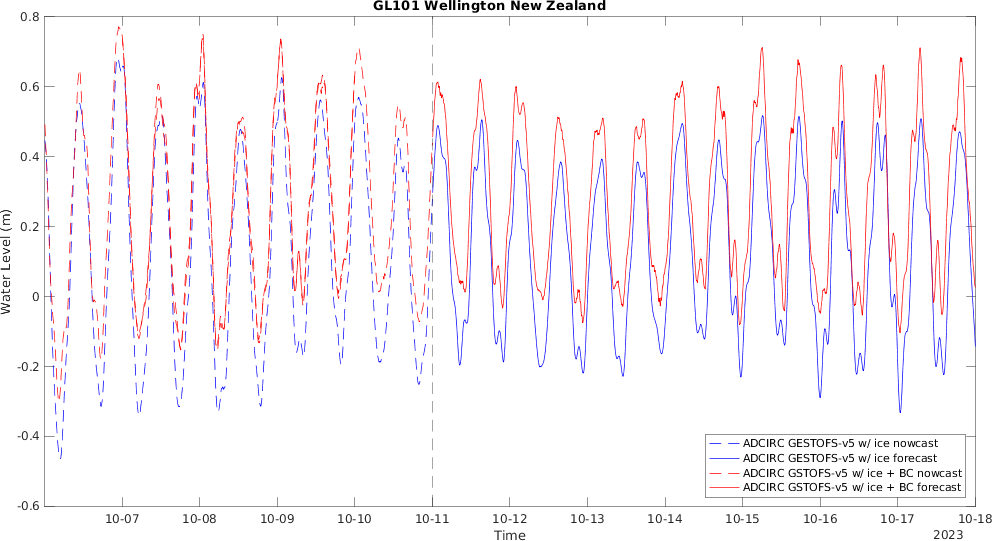 GL101 Wellington New Zealand
0.8
0.6
0.4
0.2
0
-0.2
-0.4
-0.6
Water Level (m)
ADCIRC GESTOFS-v5 w/ ice nowcast
ADCIRC GESTOFS-v5 w/ ice forecast
ADCIRC GSTOFS-v5 w/ ice + BC nowcast
ADCIRC GSTOFS-v5 w/ ice + BC forecast
10-07 10-08 10-09 10-10 10-11 10-12 10-13 10-14 10-15 10-16 10-17 10-18
Time
2023